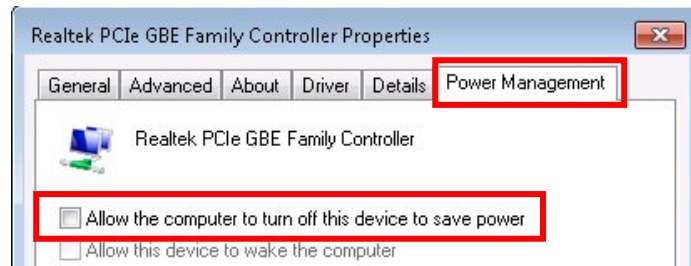 Realtek PCIe GBE Family Controller Properties
General Advanced About Driver Details Power Management
Realtek PCIe GBE Family Controller
Allow the computer to turn off this device to save power
Allow this device to wake the computer